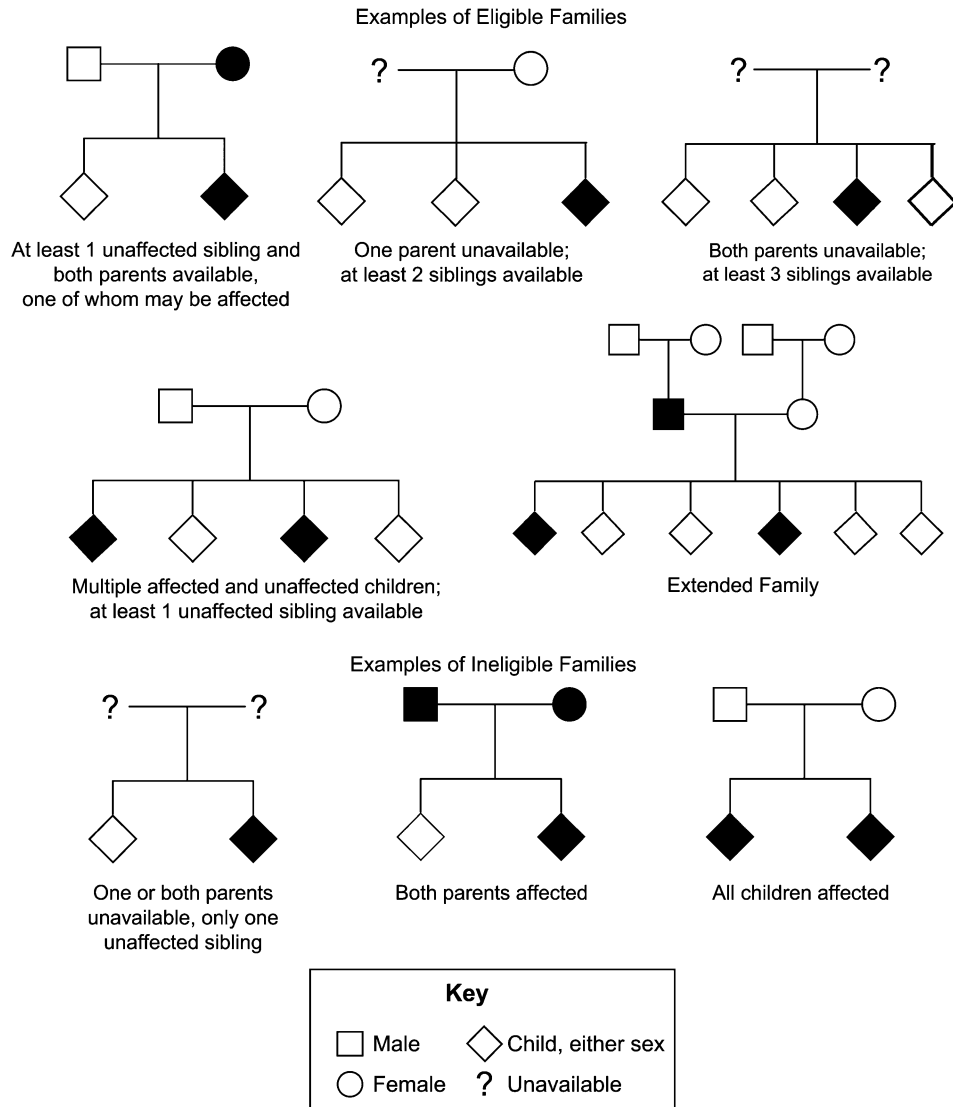 Examples of Eligible Families
? ? ?
At least 1 unaffected sibling and
both parents available,
one of whom may be affected
One parent unavailable;
at least 2 siblings available
Both parents unavailable;
at least 3 siblings available
Multiple affected and unaffected children;
at least 1 unaffected sibling available
Extended Family
Examples of Ineligible Families
? ?
One or both parents
unavailable, only one
unaffected sibling
Both parents affected
All children affected
Key
Male
Child, either sex
Female
? Unavailable